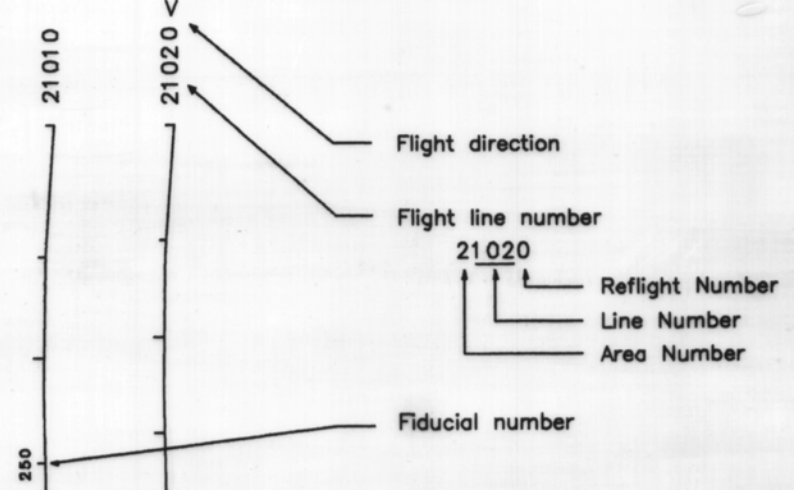 21010
21020 <
Flight direction
Flight line number
21020
Reflight Number
Line Number
Area Number
Fiducial number
250